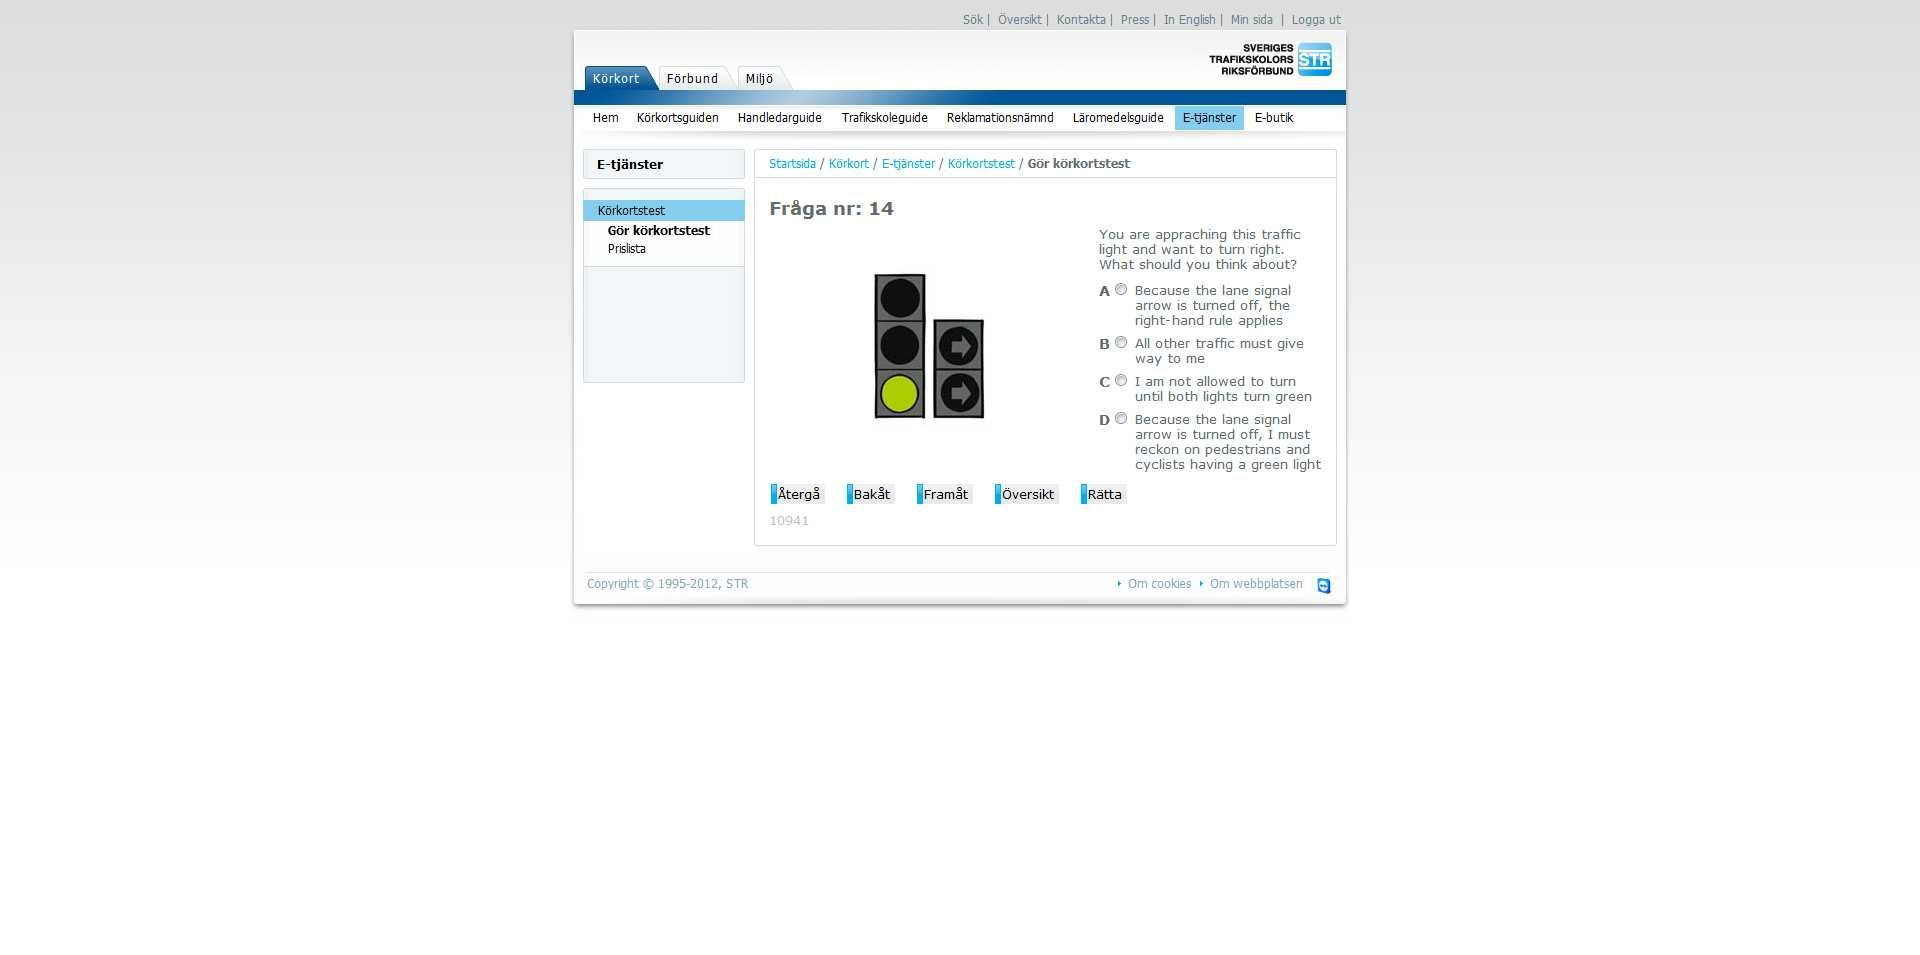 Sök | Översikt | Kontakta | Press | In English | Min sida | Logga ut
SVERIGES
TRAFIKSKOLORS
RIKSFÖRBUND
STR
Körkort Förbund Miljö
Hem Körkortsguiden Handledarguide Trafikskoleguide Reklamationsnämnd Läromedelsguide E-tjänster E-butik
E-tjänster
Körkortstest
Gör körkortstest
Prislista
Startsida / Körkort / E-tjänster / Körkortstest / Gör körkortstest
Fråga nr: 14
You are appraching this traffic
light and want to turn right.
What should you think about?
A Because the lane signal
arrow is turned off, the
right-hand rule applies
B All other traffic must give
way to me
C I am not allowed to turn
until both lights turn green
D Because the lane signal
arrow is turned off, I must
reckon on pedestrians and
cyclists having a green light
Återgå Bakåt Framåt Översikt Rätta
10941
Copyright © 1995-2012, STR
Om cookies Om webbplatsen